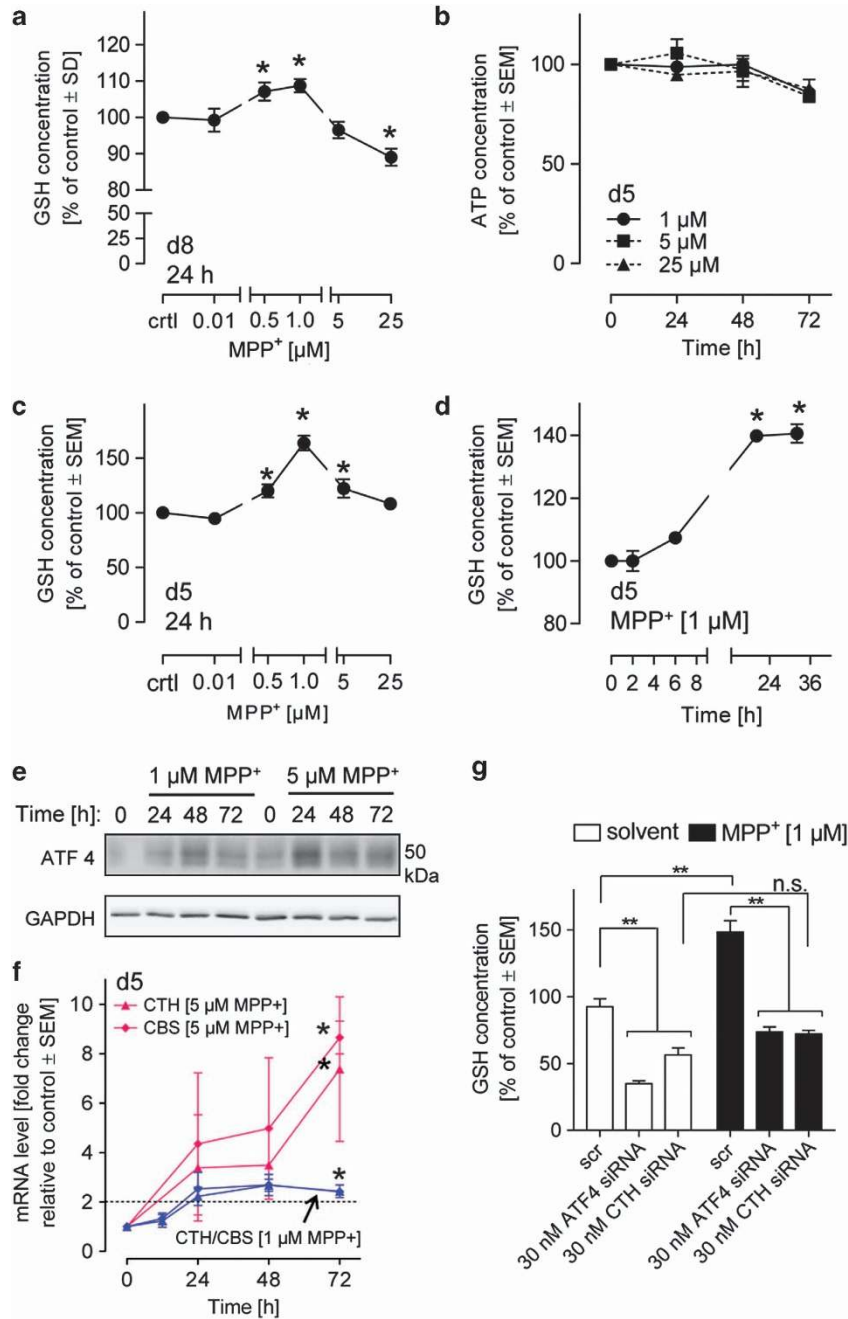 a
GSH concentration
[% of control ± SD]
120
110
100
90
80
50
25
0
*
*
*
d8
24 h
crtl 0.01 0.5 1.0 5 25
MPP+ [µM]
b
ATP concentration
[% of control ± SEM]
100
50
0
d5
1 µM
5 µM
25 µM
0 24 48 72
Time [h]
c
GSH concentration
[% of control ± SEM]
150
100
50
0
*
*
*
d5
24 h
crtl 0.01 0.5 1.0 5 25
MPP+ [µM]
d
GSH concentration
[% of control ± SEM]
140
120
100
80
* *
d5
MPP+ [1 µM]
0 2 4 6 8 24 36
Time [h]
e
1 µM MPP+ 5 µM MPP+
Time [h]: 0 24 48 72 0 24 48 72
ATF 4
50
kDa
GAPDH
f
d5
CTH [5 µM MPP+]
CBS [5 µM MPP+]
mRNA level [fold change
relative to control ± SEM]
10
8
6
4
2
0
*
*
*
CTH/CBS [1 µM MPP+]
0 24 48 72
Time [h]
g
solvent MPP+ [1 µM]
**
n.s.
**
**
GSH concentration
[% of control ± SEM]
150
100
50
0
scr
30 nM ATF4 siRNA
30 nM CTH siRNA
scr
30 nM ATF4 siRNA
30 nM CTH siRNA